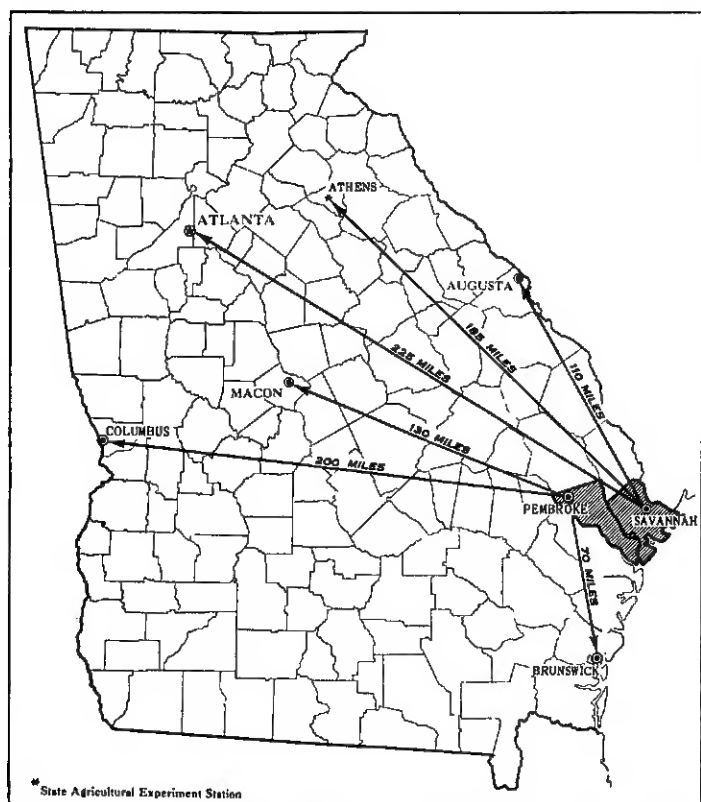 ATHENS
ATLANTA
AUGUSTA
185 MILES
225 MILES
110 MILES
MACON
130 MILES
COLUMBUS
200 MILES
PEMBROKE
SAVANNAH
70 MILES
BRUNSWICK
*State Agricultural Experiment Station